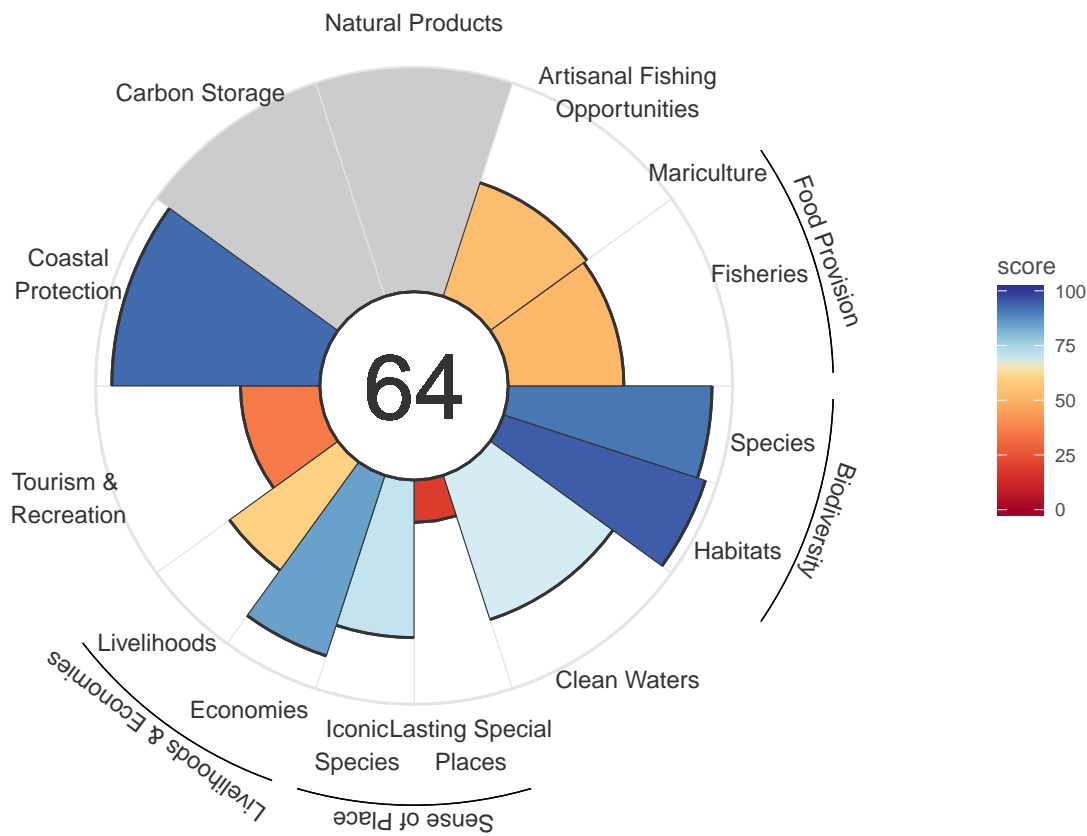 Natural Products
Carbon Storage
Artisanal Fishing
Opportunities
Mariculture
Food Provision
Fisheries
Coastal
Protection
score
100
75
50
25
0
64
Species
Biodiversity
Habitats
Tourism &
Recreation
Livelihoods
Livelihoods & Economies
Economies
Clean Waters
Iconic
Species
Lasting Special
Places
Sense of Place